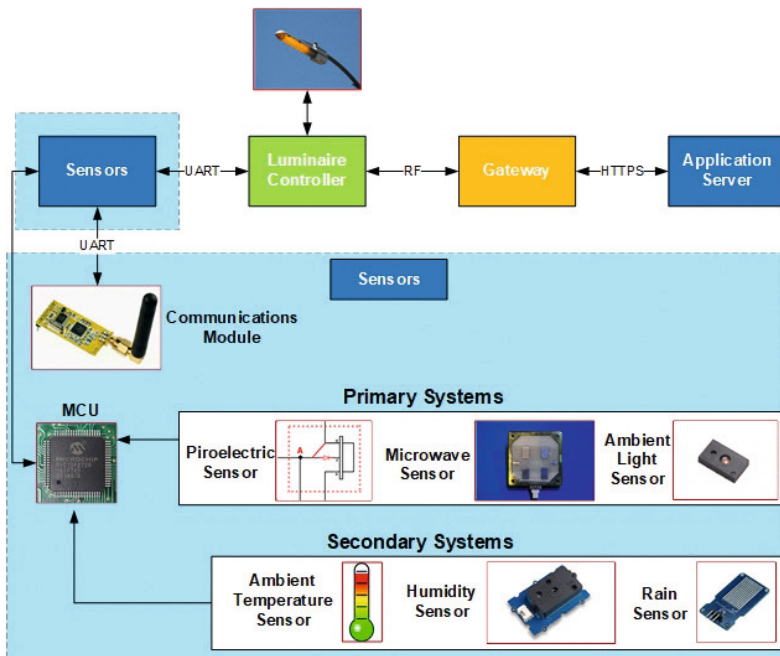 Sensors
UART
Luminaire
Controller
RF
Gateway
HTTPS
Application
Server
UART
Sensors
Communications
Module
MCU
Primary Systems
Piroelectric
Sensor
A
Microwave
Sensor
Ambient
Light
Sensor
MICROCHIP
Secondary Systems
Ambient
Temperature
Sensor
Humidity
Sensor
Rain
Sensor